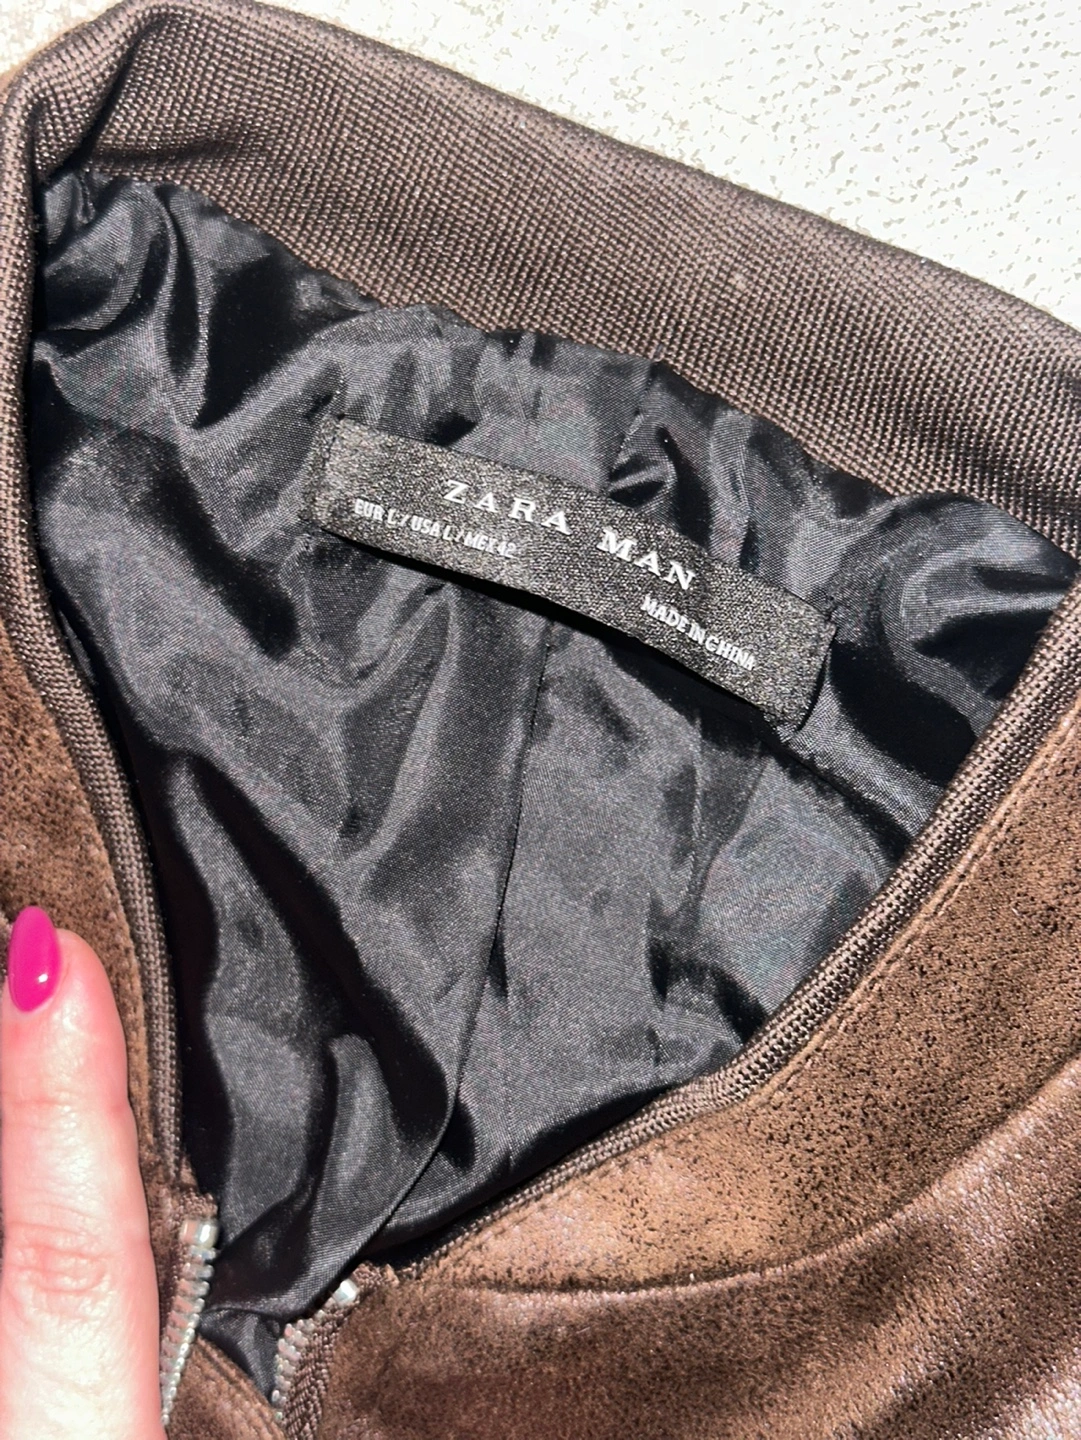 ZARA MAN
EUR L / USA L / MEX 42
MADE IN CHINA